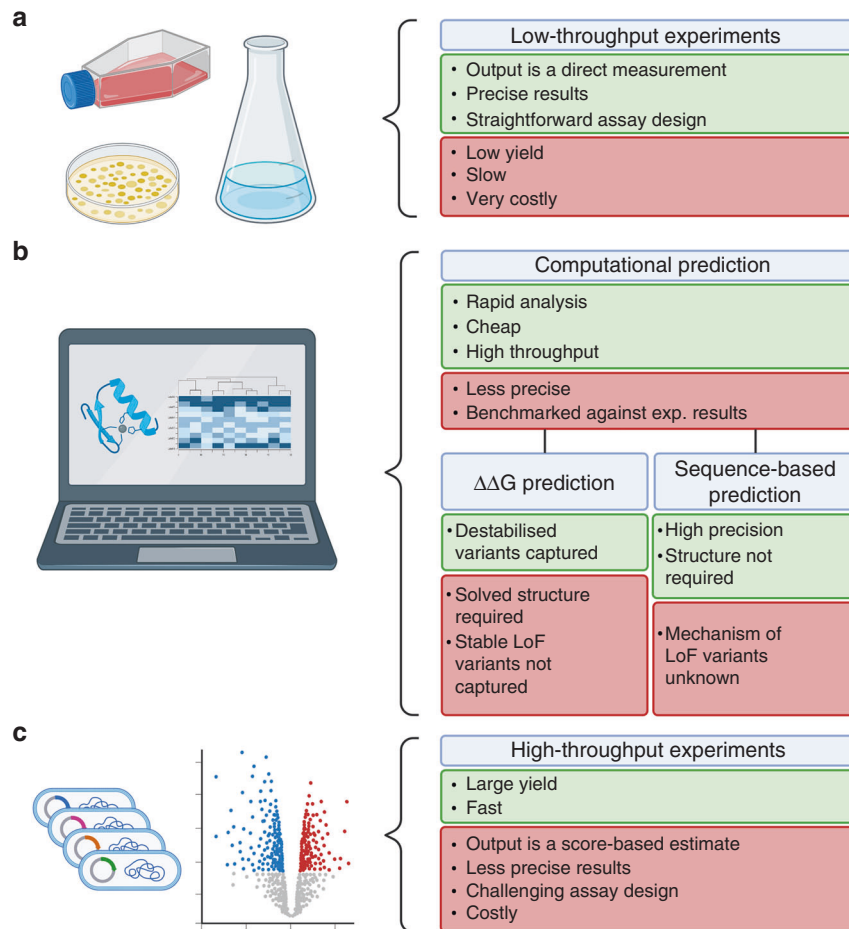 a
Low-throughput experiments
• Output is a direct measurement
• Precise results
• Straightforward assay design
• Low yield
• Slow
• Very costly
b
Computational prediction
• Rapid analysis
• Cheap
• High throughput
• Less precise
• Benchmarked against exp. results
ΔΔG prediction
• Destabilised
variants captured
• Solved structure
required
• Stable LoF
variants not
captured
Sequence-based
prediction
• High precision
• Structure not
required
• Mechanism of
LoF variants
unknown
c
High-throughput experiments
• Large yield
• Fast
• Output is a score-based estimate
• Less precise results
• Challenging assay design
• Costly